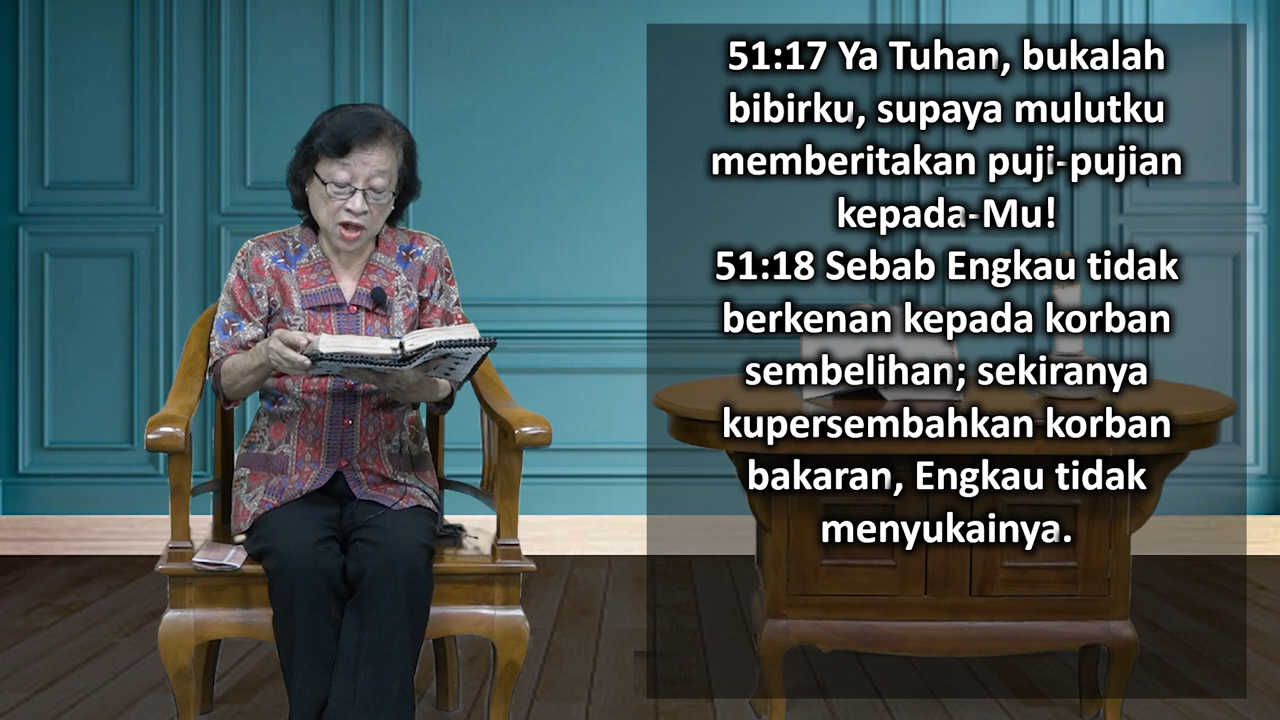 51:17 Ya Tuhan, bukalah
bibirku, supaya mulutku
memberitakan puji-pujian
kepada-Mu!
51:18 Sebab Engkau tidak
berkenan kepada korban
sembelihan; sekiranya
kupersembahkan korban
bakaran, Engkau tidak
menyukainya.